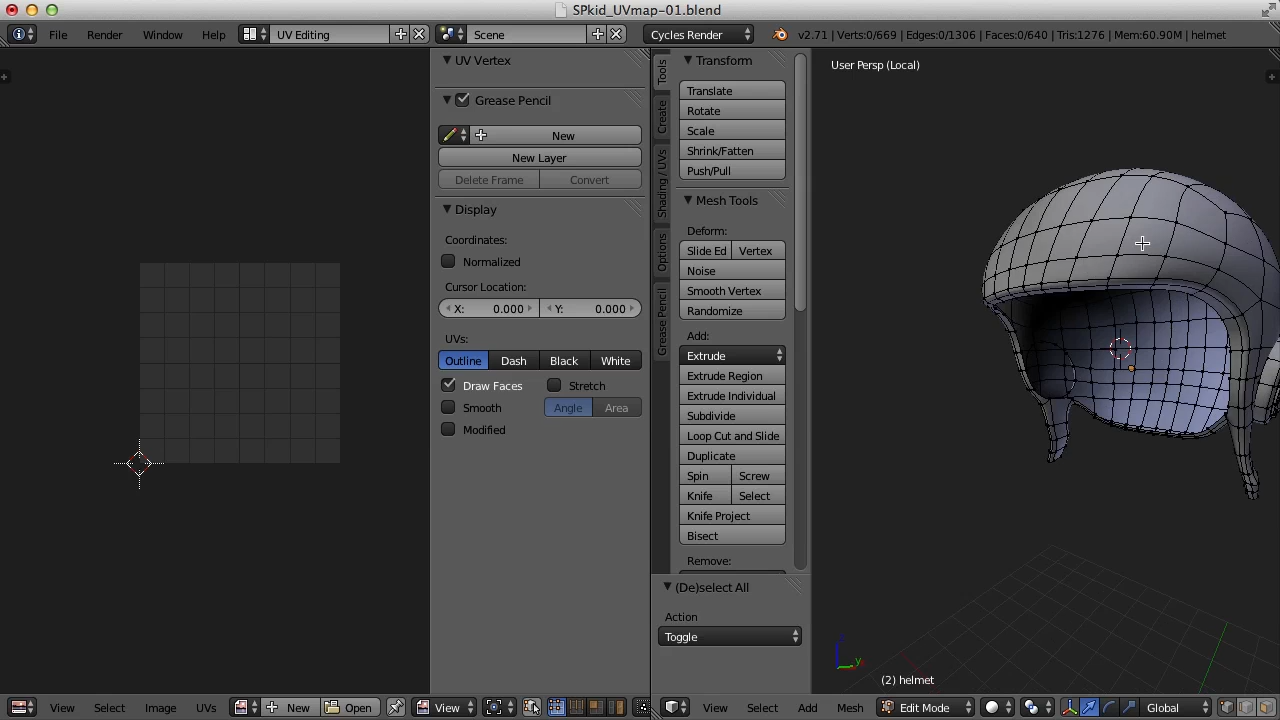 SPkid_UVmap-01.blend
File Render Window Help UV Editing Scene Cycles Render v2.71 | Verts:0/669 | Edges:0/1306 | Faces:0/640 | Tris:1276 | Mem:60.90M | helmet
UV Vertex
Grease Pencil
New
New Layer
Delete Frame Convert
Display
Coordinates:
Normalized
Cursor Location:
X: 0.000 Y: 0.000
UVs:
Outline Dash Black White
Draw Faces Stretch
Smooth Angle Area
Modified
Tools
Create
Shading / UVs
Options
Grease Pencil
Transform
Translate
Rotate
Scale
Shrink/Fatten
Push/Pull
Mesh Tools
Deform:
Slide Ed Vertex
Noise
Smooth Vertex
Randomize
Add:
Extrude
Extrude Region
Extrude Individual
Subdivide
Loop Cut and Slide
Duplicate
Spin Screw
Knife Select
Knife Project
Bisect
Remove:
(De)select All
Action
Toggle
User Persp (Local)
y
(2) helmet
View Select Image UVs New Open View
View Select Add Mesh Edit Mode Global